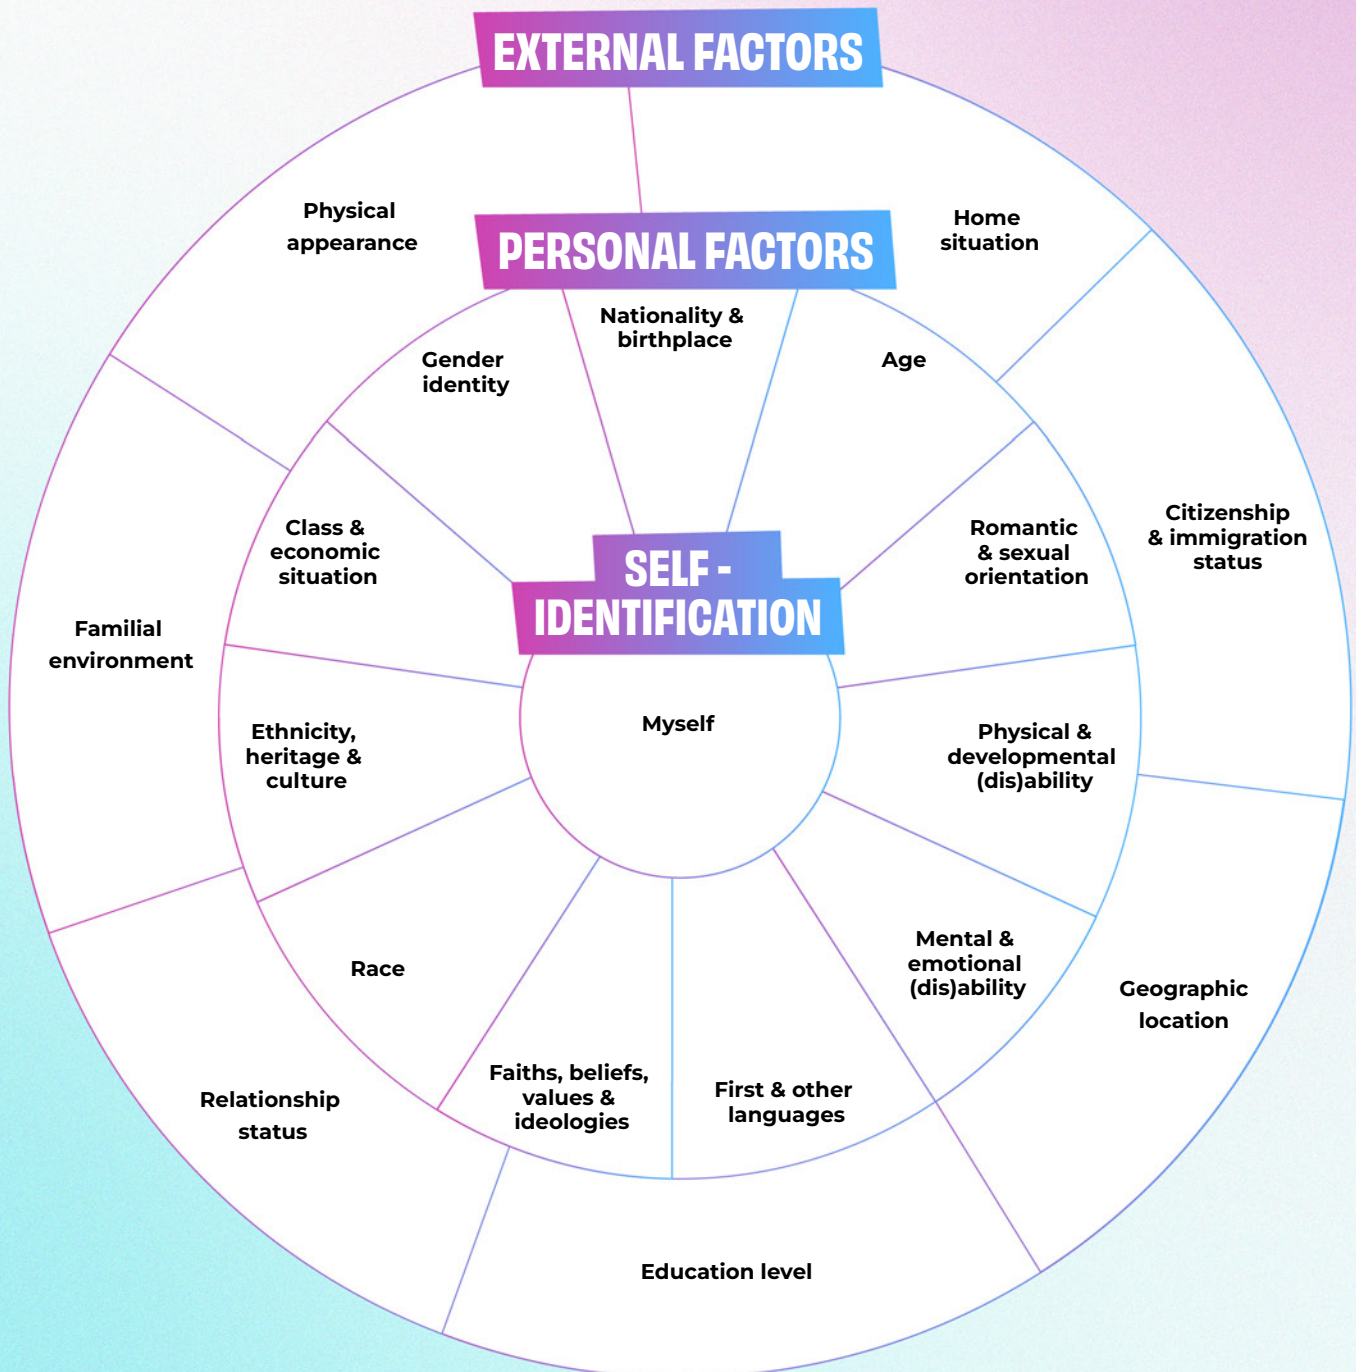 EXTERNAL FACTORS
Physical
appearance
Home
situation
PERSONAL FACTORS
Nationality &
birthplace
Gender
identity
Age
Class &
economic
situation
Romantic
& sexual
orientation
Citizenship
& immigration
status
SELF -
IDENTIFICATION
Familial
environment
Myself
Ethnicity,
heritage &
culture
Physical &
developmental
(dis)ability
Race
Mental &
emotional
(dis)ability
Geographic
location
Relationship
status
Faiths, beliefs,
values &
ideologies
First & other
languages
Education level